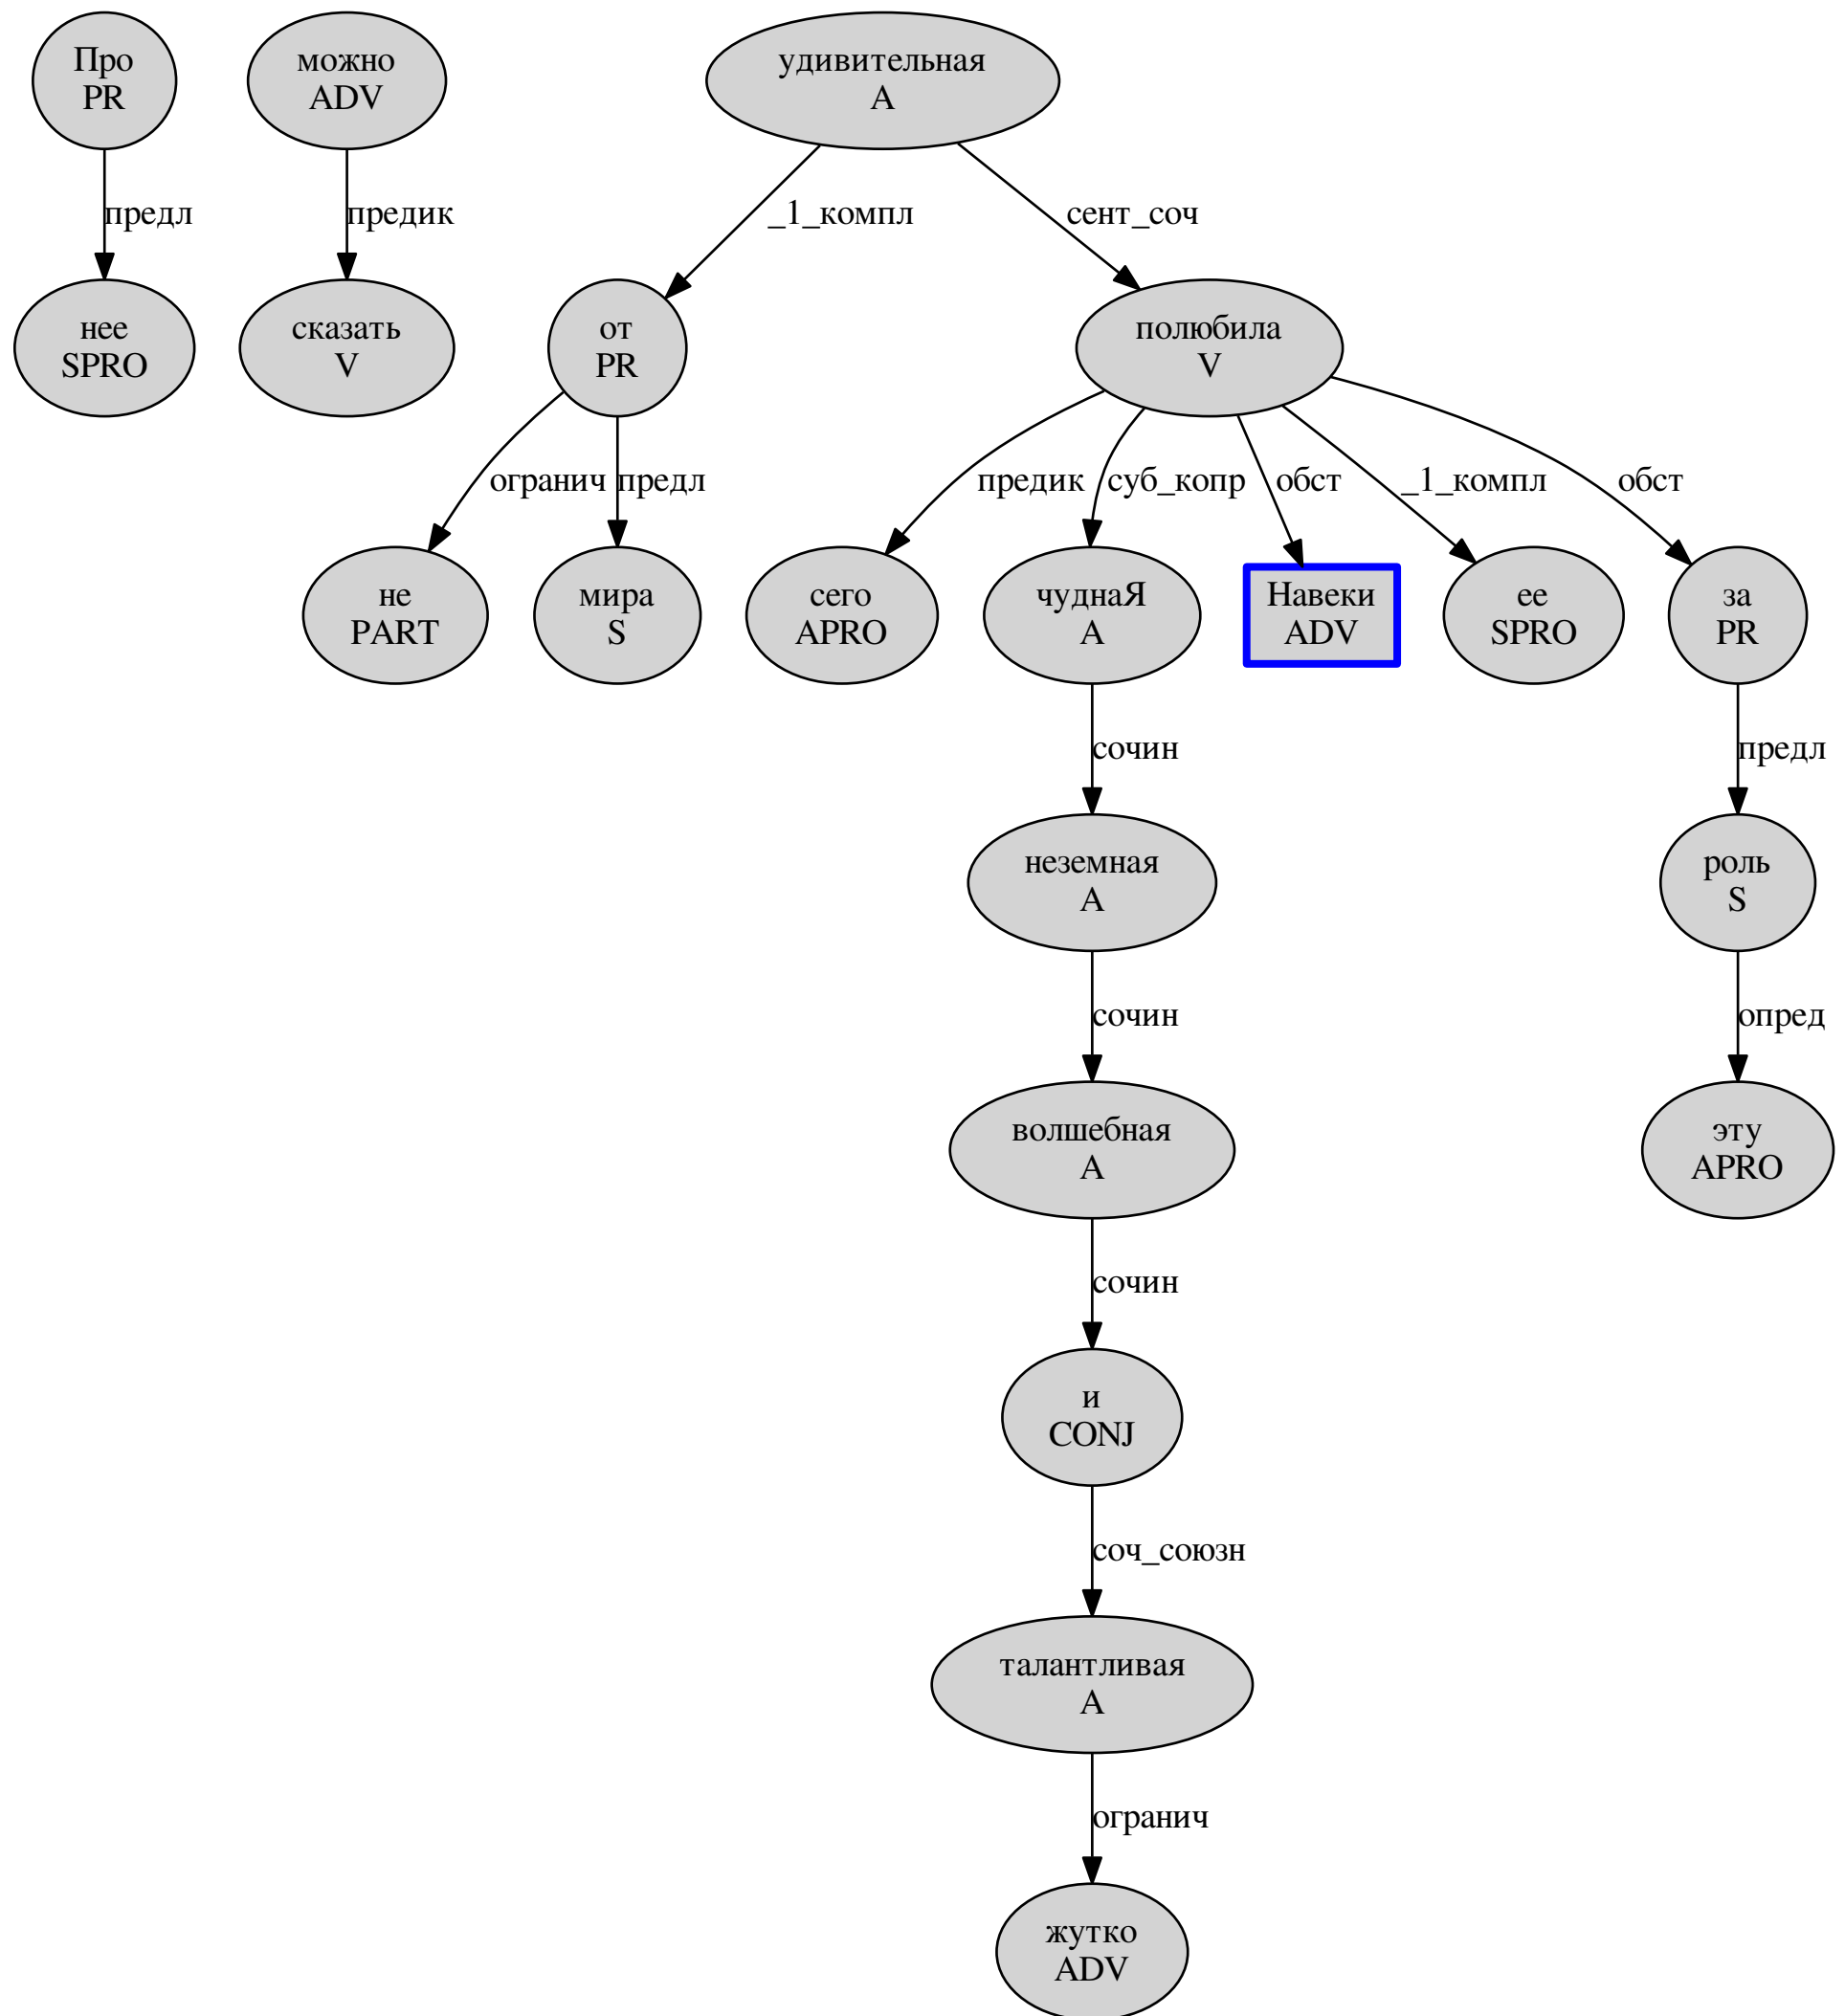 Про
PR
можно
ADV
удивительная
A
предл
предик
_1_компл
сент_соч
нее
SPRO
сказать
V
от
PR
полюбила
V
огранич
предл
предик
суб_копр
обст
_1_компл
обст
не
PART
мира
S
сего
APRO
чуднаЯ
A
Навеки
ADV
ее
SPRO
за
PR
сочин
предл
неземная
A
роль
S
сочин
опред
волшебная
A
эту
APRO
сочин
и
CONJ
соч_союзн
талантливая
A
огранич
жутко
ADV